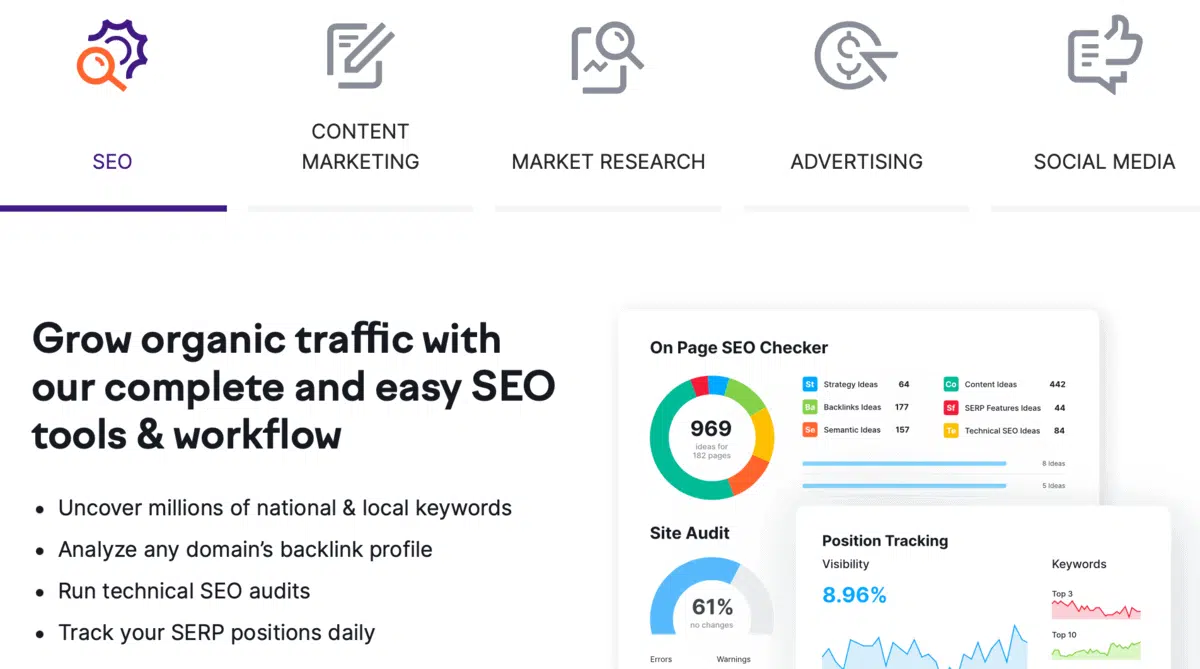 SEO
CONTENT
MARKETING
MARKET RESEARCH
ADVERTISING
SOCIAL MEDIA
Grow organic traffic with
our complete and easy SEO
tools & workflow
Uncover millions of national & local keywords
Analyze any domain's backlink profile
Run technical SEO audits
Track your SERP positions daily
On Page SEO Checker
969
ideas for
182 pages
St Strategy Ideas 64
Ba Backlinks Ideas 177
Se Semantic Ideas 157
Co Content Ideas 442
Sf SERP Features Ideas 44
Te Technical SEO Ideas 84
8 Ideas
5 Ideas
Site Audit
61%
no changes
Errors Warnings
Position Tracking
Visibility
8.96%
Keywords
Top 3
Top 10